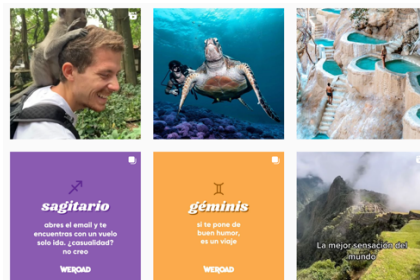 sagitario
abres el email y te
encuentras con un vuelo
solo ida. ¿casualidad?
no creo
WEROAD
géminis
si te pone de
buen humor,
es un viaje
WEROAD
La mejor sensación del
mundo